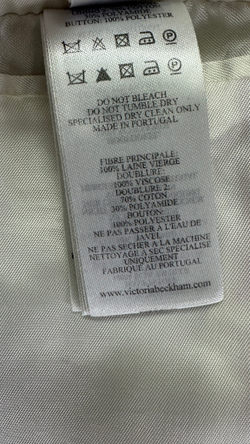 BUTTON: 100% POLYESTER
DO NOT BLEACH
DO NOT TUMBLE DRY
SPECIALISED DRY CLEAN ONLY
MADE IN PORTUGAL
FIBRE PRINCIPALE:
100% LAINE VIERGE
DOUBLURE:
100% VISCOSE
DOUBLURE 2:
70% COTON
30% POLYAMIDE
BOUTON:
100% POLYESTER
NE PAS PASSER À L'EAU DE
JAVEL
NE PAS SECHER A LA MACHINE
NETTOYAGE A SEC SPÉCIALISÉ
UNIQUEMENT
FABRIQUE AU PORTUGAL
www.victoriabeckham.com